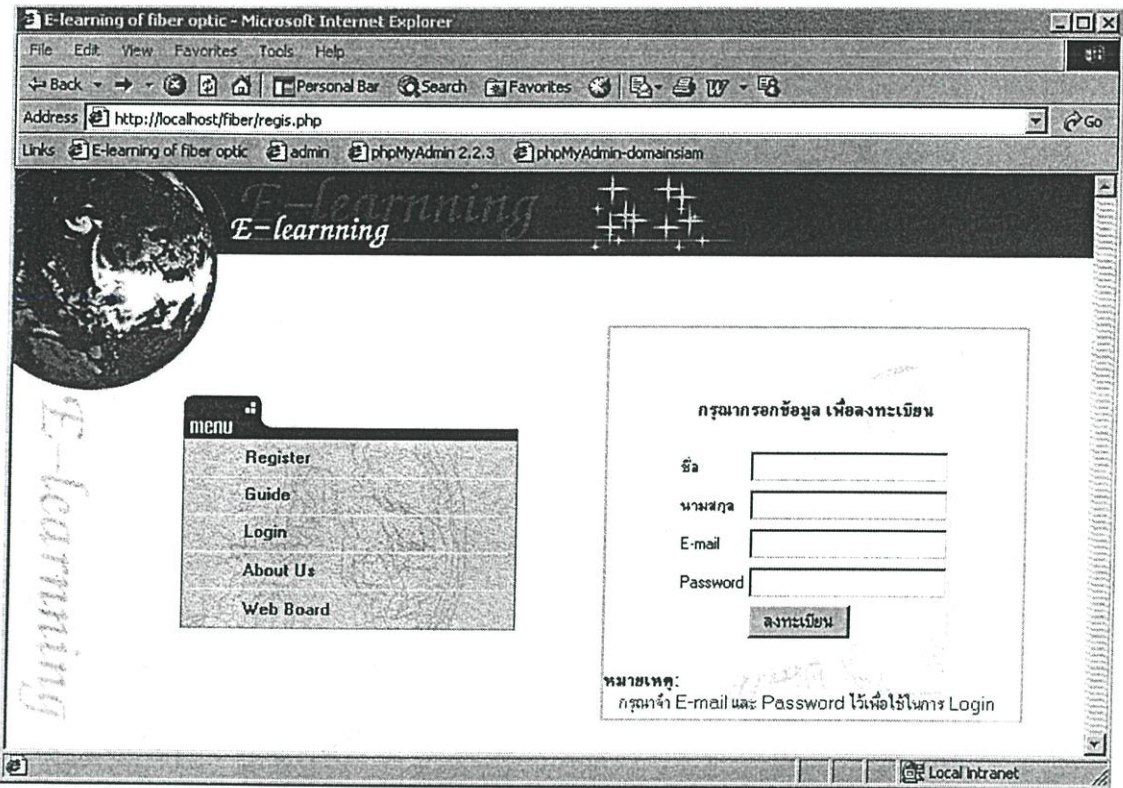 E-learning of fiber optic - Microsoft Internet Explorer
File Edit View Favorites Tools Help
Back Personal Bar Search Favorites
Address http://localhost/fiber/regis.php Go
Links E-learning of fiber optic admin phpMyAdmin 2.2.3 phpMyAdmin-domainsiam
E-learnning
E-learnning
E-learnning
menu
Register
Guide
Login
About Us
Web Board
กรุณากรอกข้อมูล เพื่อลงทะเบียน
ชื่อ
นามสกุล
E-mail
Password
ลงทะเบียน
หมายเหตุ:
กรุณาจำ E-mail และ Password ไว้เพื่อใช้ในการ Login
Local intranet